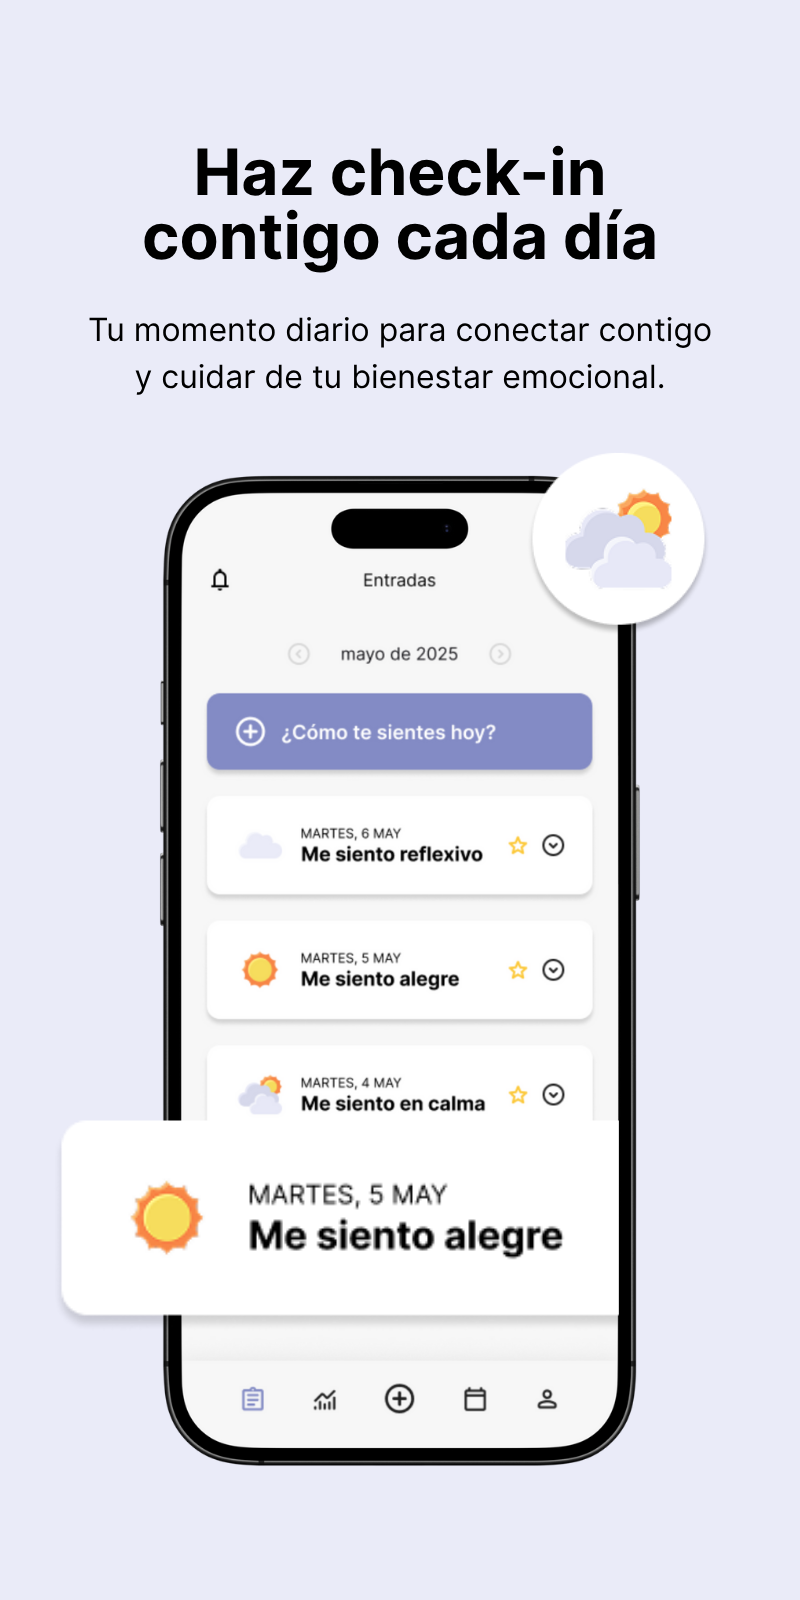 Haz check-in
contigo cada día
Tu momento diario para conectar contigo
y cuidar de tu bienestar emocional.
Entradas
mayo de 2025
¿Cómo te sientes hoy?
MARTES, 6 MAY
Me siento reflexivo
MARTES, 5 MAY
Me siento alegre
MARTES, 4 MAY
Me siento en calma
MARTES, 5 MAY
Me siento alegre